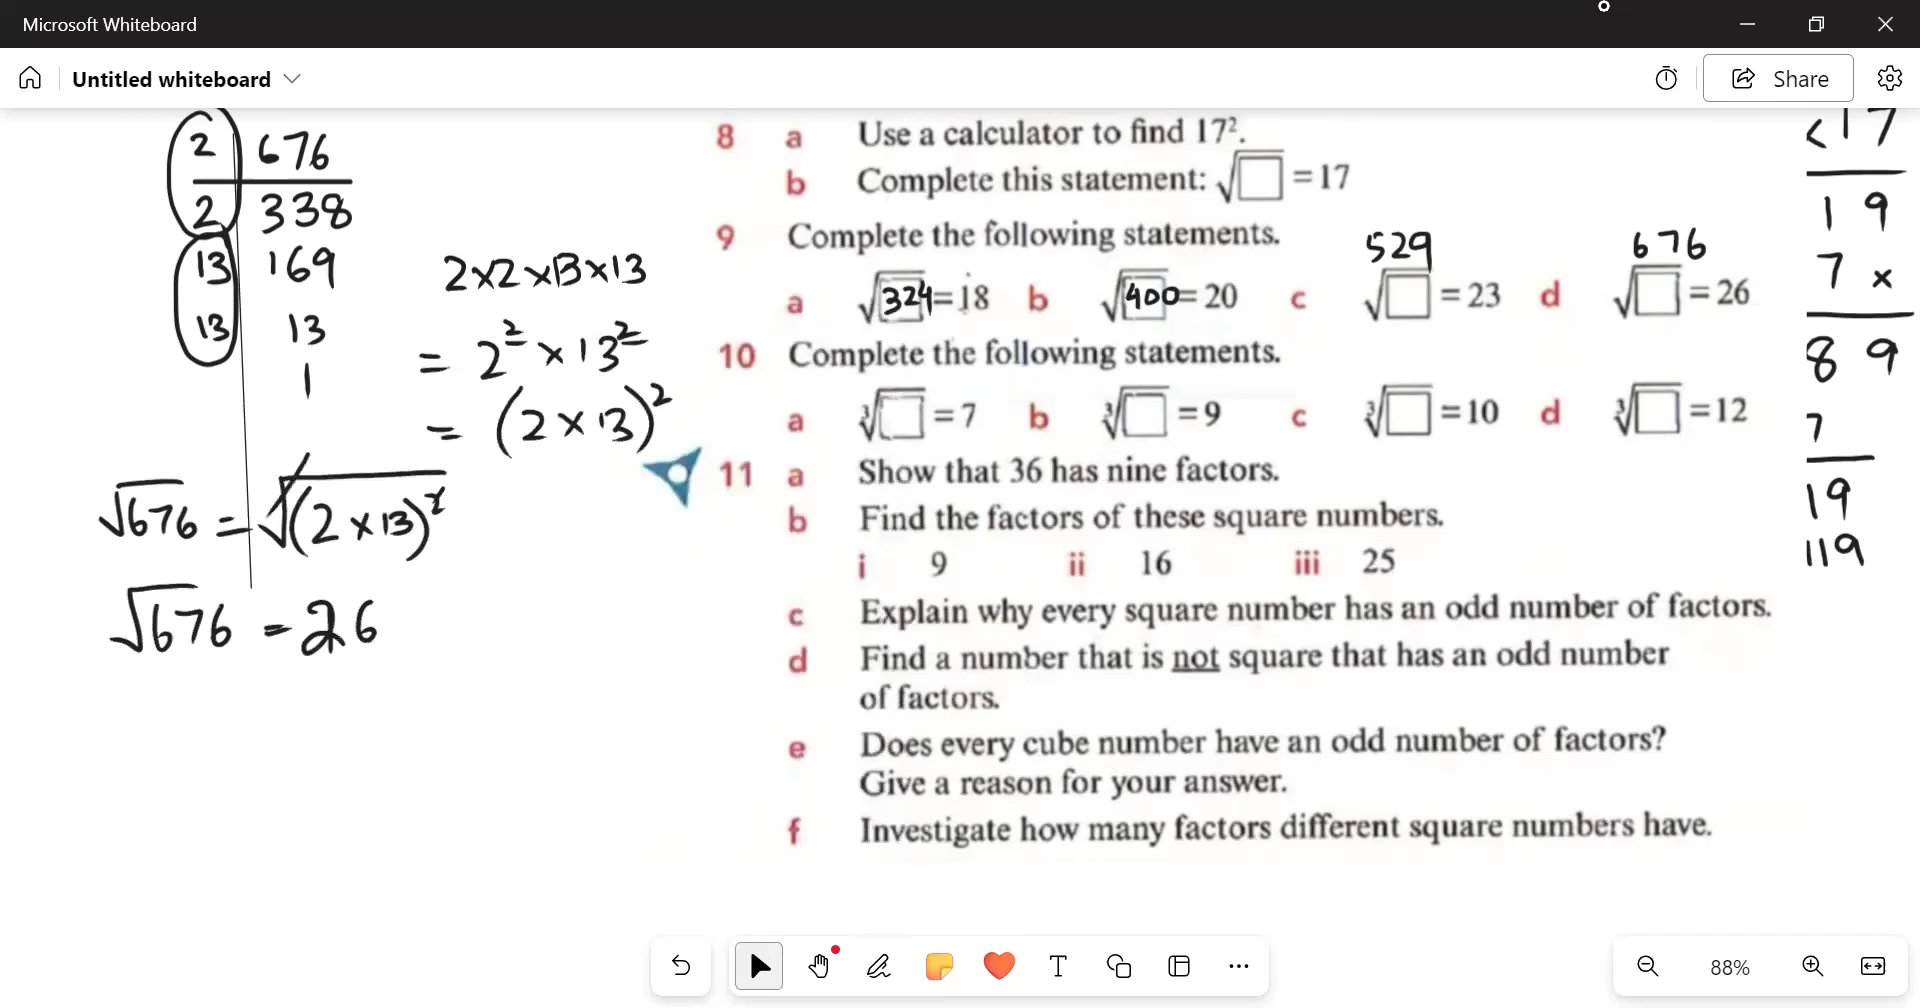 Microsoft Whiteboard
Untitled whiteboard
Share
2 676
2 338
13 169
13 13
1
2×2×13×13
= 2² × 13²
= (2 × 13)²
√676 = √(2 × 13)²
√676 = 26
8 a Use a calculator to find 17².
b Complete this statement: √□ = 17
9 Complete the following statements.
529 676
a √324 = 18 b √400 = 20 c √□ = 23 d √□ = 26
10 Complete the following statements.
a ∛□ = 7 b ∛□ = 9 c ∛□ = 10 d ∛□ = 12
11 a Show that 36 has nine factors.
b Find the factors of these square numbers.
i 9 ii 16 iii 25
c Explain why every square number has an odd number of factors.
d Find a number that is not square that has an odd number
of factors.
e Does every cube number have an odd number of factors?
Give a reason for your answer.
f Investigate how many factors different square numbers have.
17
19
7 ×
89
7
19
119
88%